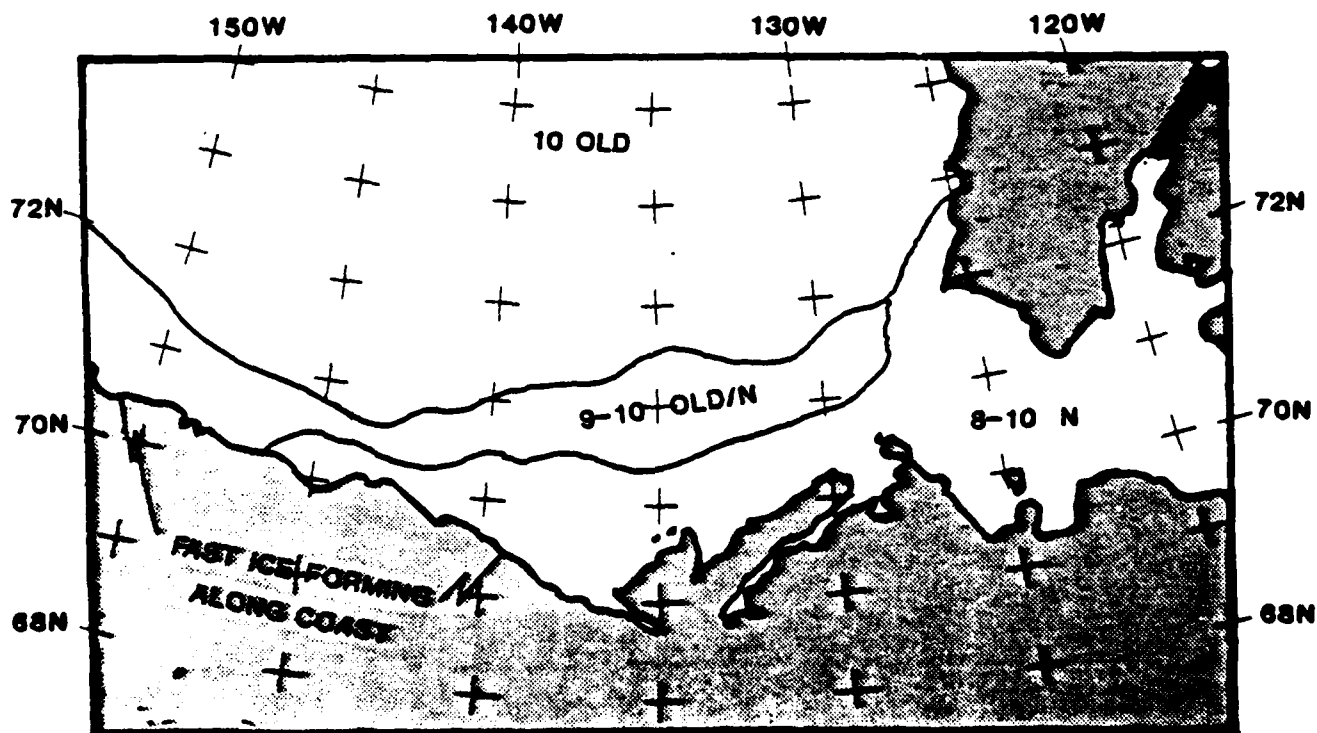 150W 140W 130W 120W
10 OLD
72N 72N
9-10 OLD/N
8-10 N
70N 70N
FAST ICE FORMING
ALONG COAST
68N 68N